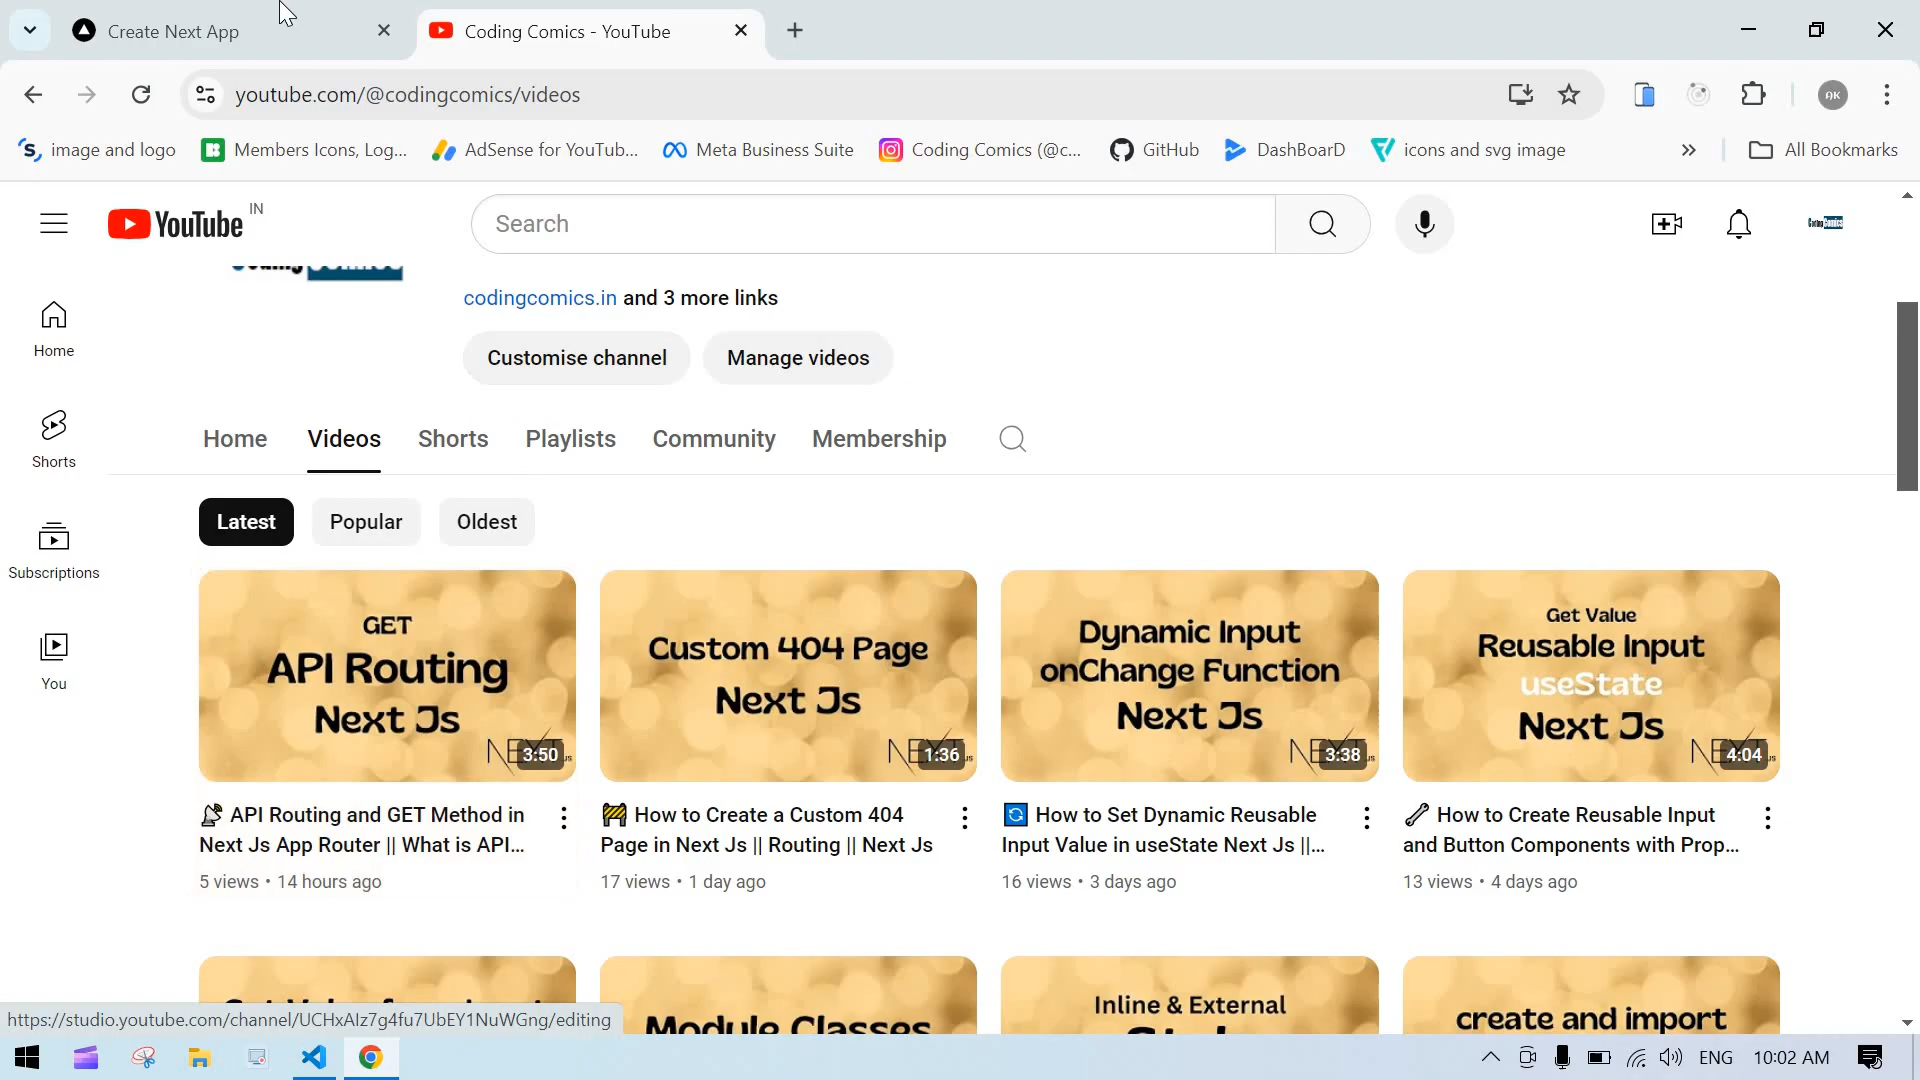 Create Next App
Coding Comics - YouTube
youtube.com/@codingcomics/videos
AK
image and logo
Members Icons, Log...
AdSense for YouTub...
Meta Business Suite
Coding Comics (@c...
GitHub
DashBoarD
icons and svg image
All Bookmarks
YouTube IN
Search
Coding Comics
codingcomics.in and 3 more links
Customise channel
Manage videos
Home
Shorts
Subscriptions
You
Home
Videos
Shorts
Playlists
Community
Membership
Latest
Popular
Oldest
GET
API Routing
Next Js
3:50
Custom 404 Page
Next Js
1:36
Dynamic Input
onChange Function
Next Js
3:38
Get Value
Reusable Input
useState
Next Js
4:04
API Routing and GET Method in
Next Js App Router || What is API...
5 views • 14 hours ago
How to Create a Custom 404
Page in Next Js || Routing || Next Js
17 views • 1 day ago
How to Set Dynamic Reusable
Input Value in useState Next Js ||...
16 views • 3 days ago
How to Create Reusable Input
and Button Components with Prop...
13 views • 4 days ago
Module Classes
Inline & External
create and import
https://studio.youtube.com/channel/UCHxAIz7g4fu7UbEY1NuWGng/editing
ENG
10:02 AM